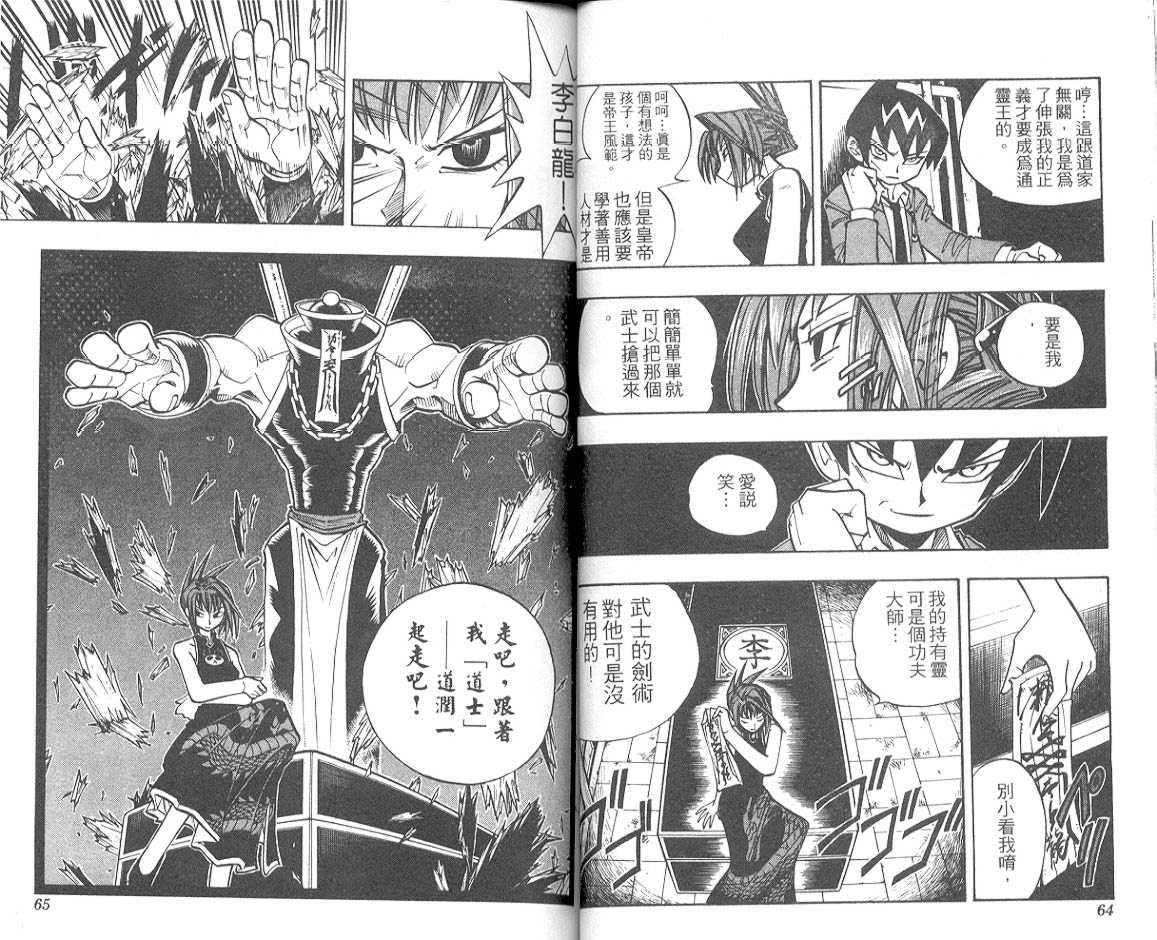 哼…這跟道家
無關，我是爲
了伸張我的正
義才要成爲通
靈王的。
呵呵…眞是
個有想法的
孩子，這才
是帝王風範。
但是皇帝
也應該要
學著善用
人材才是
要是我
，
簡簡單單就
可以把那個
武士搶過來
。
愛説
笑…
別小看我唷，
我的持有靈
可是個功夫
大師…
李
武士的劍術
對他可是沒
有用的！
64
李白龍！
走吧，跟著
我「道士」
——道潤一
起走吧！
65